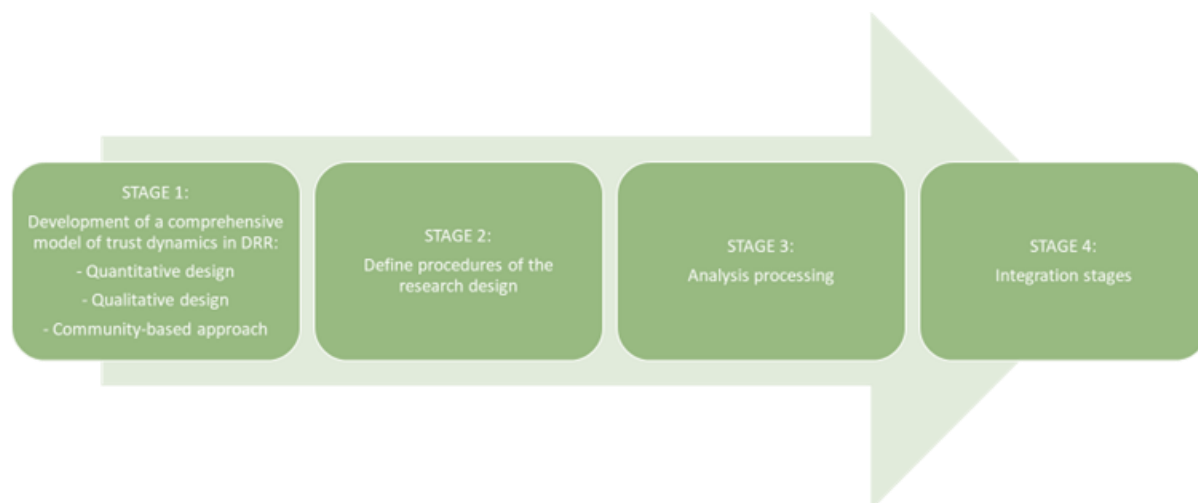 STAGE 1:
Development of a comprehensive
model of trust dynamics in DRR:
- Quantitative design
- Qualitative design
- Community-based approach
STAGE 2:
Define procedures of the
research design
STAGE 3:
Analysis processing
STAGE 4:
Integration stages